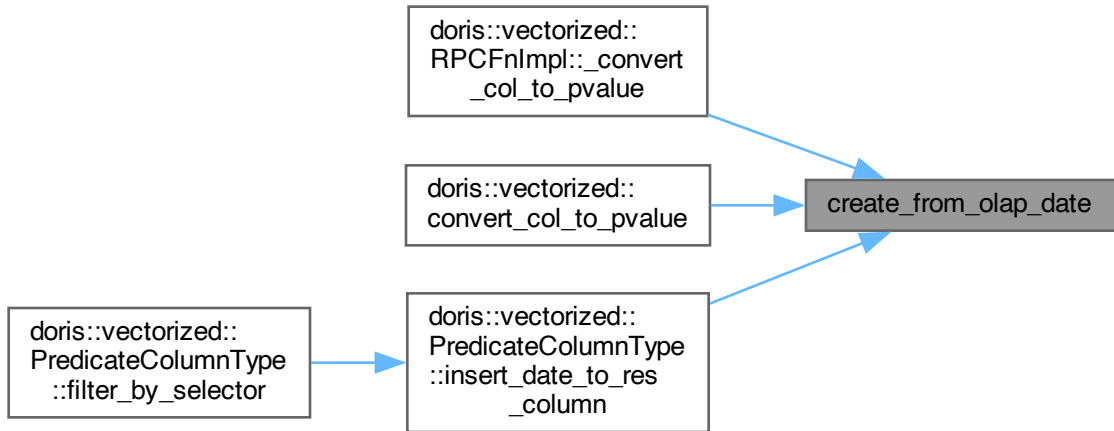 doris::vectorized::
RPCFnImpl::_convert
_col_to_pvalue
doris::vectorized::
convert_col_to_pvalue
create_from_olap_date
doris::vectorized::
PredicateColumnType
::insert_date_to_res
_column
doris::vectorized::
PredicateColumnType
::filter_by_selector